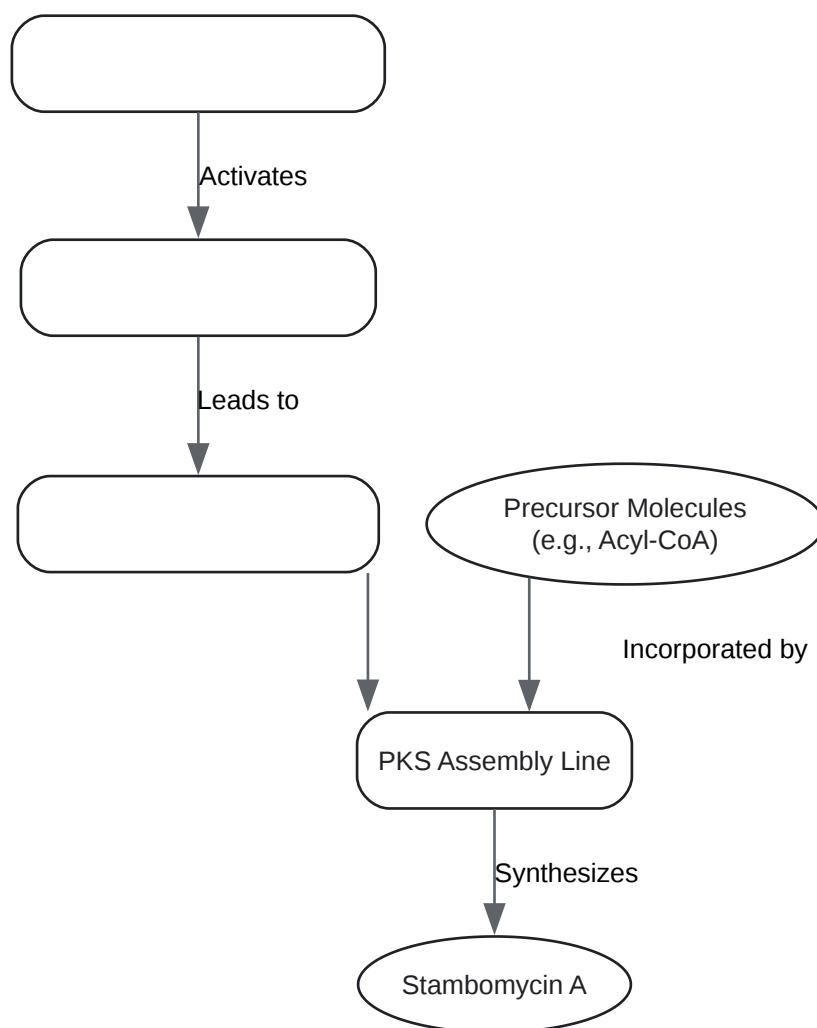 Activates
Leads to
Precursor Molecules
(e.g., Acyl-CoA)
Incorporated by
PKS Assembly Line
Synthesizes
Stambomycin A